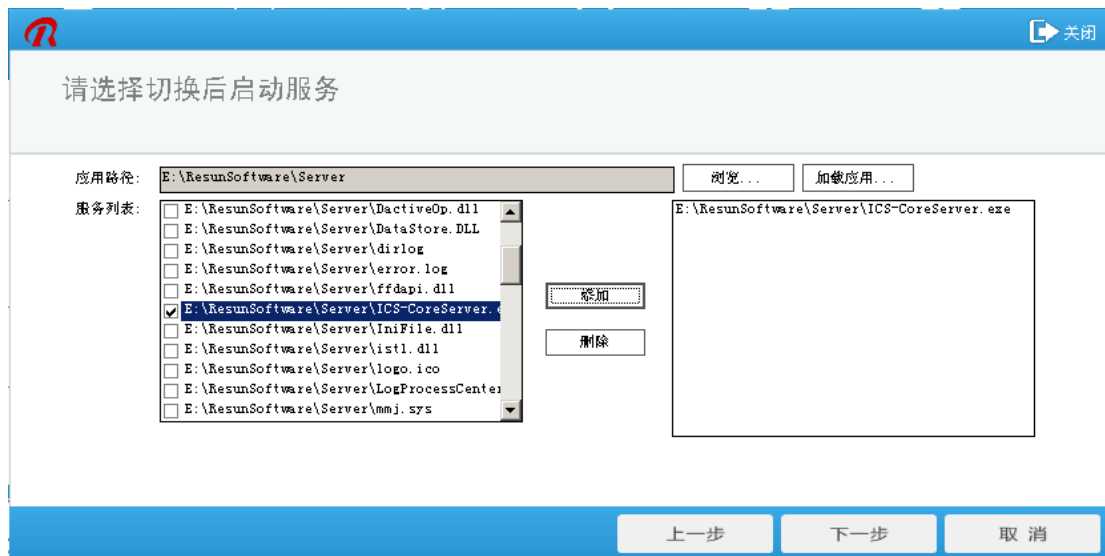 关闭
请选择切换后启动服务
应用路径: E:\ResunSoftware\Server 浏览... 加载应用...
服务列表:
E:\ResunSoftware\Server\DactiveOp.dll
E:\ResunSoftware\Server\DataStore.DLL
E:\ResunSoftware\Server\dirlog
E:\ResunSoftware\Server\error.log
E:\ResunSoftware\Server\ffdapi.dll
E:\ResunSoftware\Server\ICS-CoreServer.e
E:\ResunSoftware\Server\IniFile.dll
E:\ResunSoftware\Server\istl.dll
E:\ResunSoftware\Server\logo.ico
E:\ResunSoftware\Server\LogProcessCenter
E:\ResunSoftware\Server\mmj.sys
添加
删除
E:\ResunSoftware\Server\ICS-CoreServer.exe
上一步 下一步 取 消